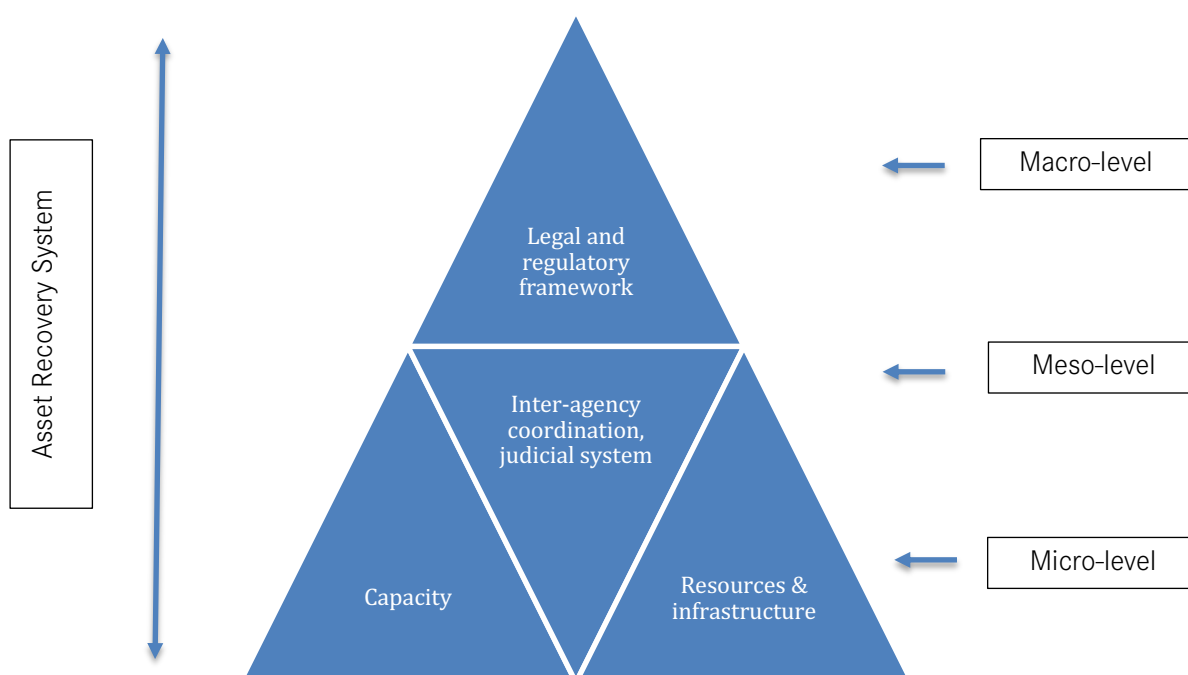 Asset Recovery System
Macro-level
Legal and
regulatory
framework
Meso-level
Inter-agency
coordination,
judicial system
Micro-level
Capacity
Resources &
infrastructure